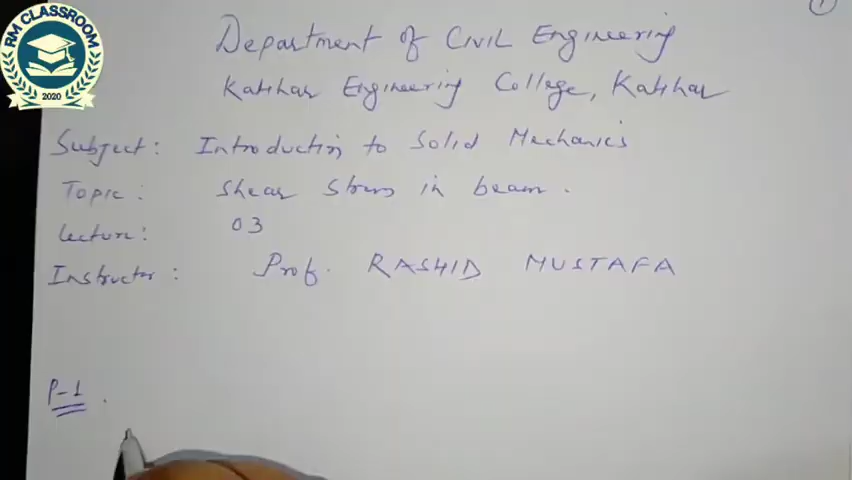 RM CLASSROOM
2020
1
Department of Civil Engineering
Katihar Engineering College, Katihar
Subject: Introduction to Solid Mechanics
Topic: Shear Stress in beam.
Lecture: 03
Instructor: Prof. RASHID MUSTAFA
P-1.